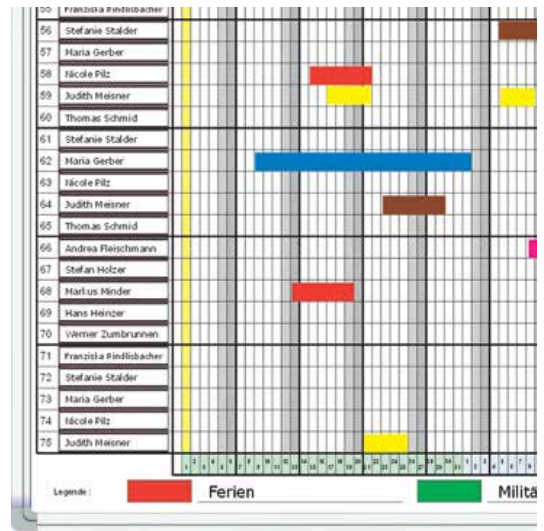 55 Franziska Pindlisbacher
56 Stefanie Stalder
57 Maria Gerber
58 Nicole Pilz
59 Judith Meisner
60 Thomas Schmid
61 Stefanie Stalder
62 Maria Gerber
63 Nicole Pilz
64 Judith Meisner
65 Thomas Schmid
66 Andrea Fleischmann
67 Stefan Holzer
68 Markus Minder
69 Hans Heinzer
70 Werner Zumbrunnen
71 Franziska Pindlisbacher
72 Stefanie Stalder
73 Maria Gerber
74 Nicole Pilz
75 Judith Meisner
Legende : Ferien Militä